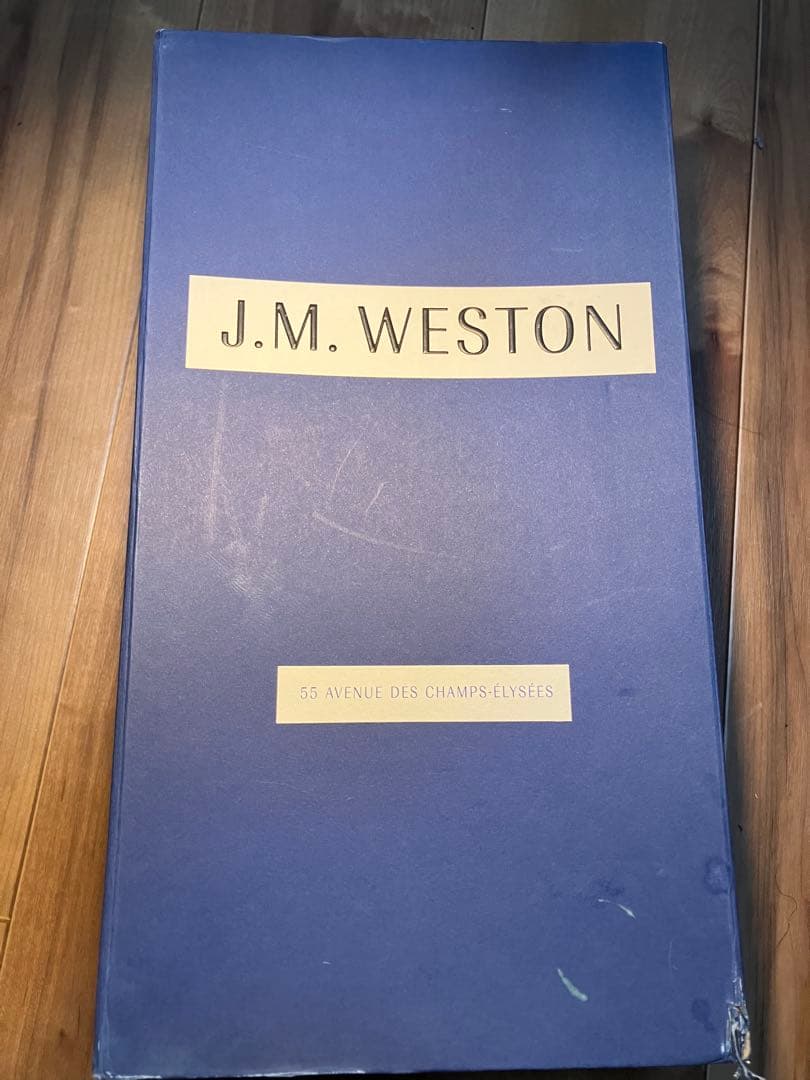 J.M. WESTON
55 AVENUE DES CHAMPS-ÉLYSÉES